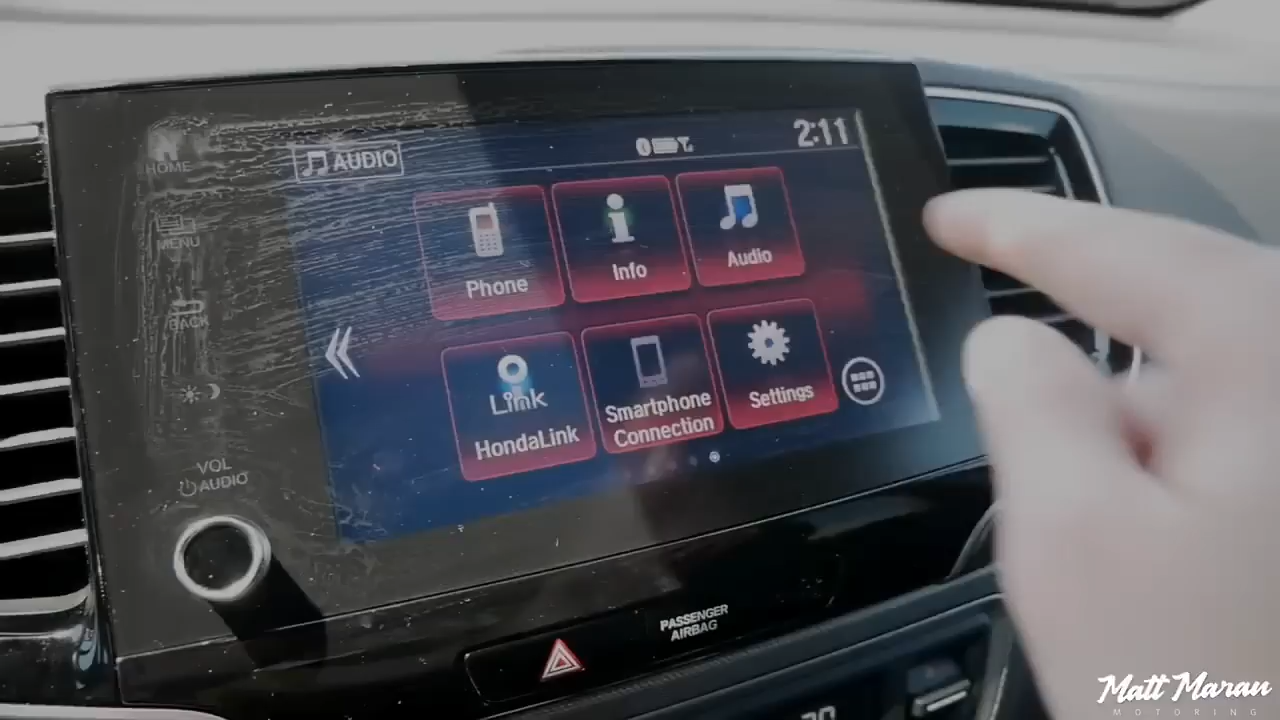 HOME
MENU
BACK
VOL
AUDIO
AUDIO
2:11
Phone
Info
Audio
Link
HondaLink
Smartphone
Connection
Settings
PASSENGER
AIRBAG
Matt Maran
MOTORING